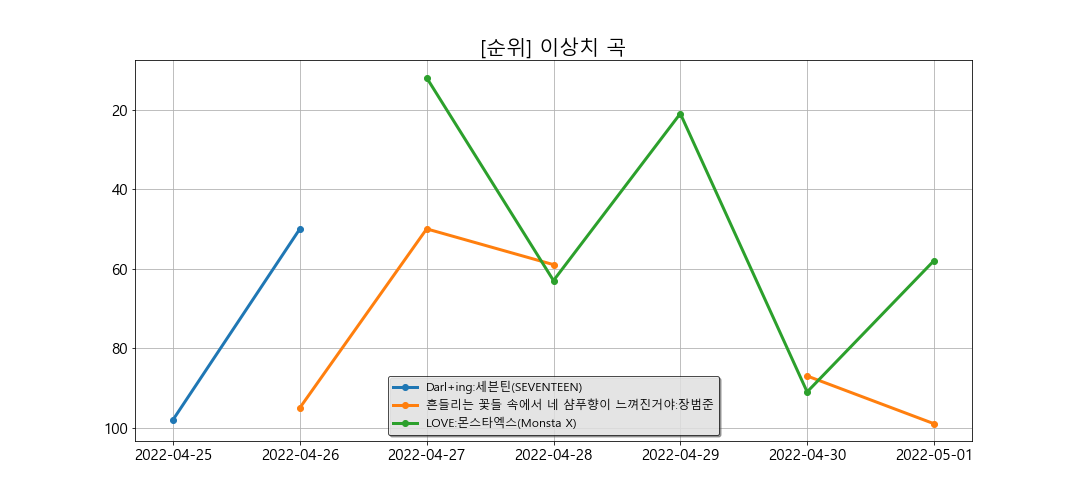 [순위] 이상치 곡
20
40
60
80
100
Darl+ing:세븐틴(SEVENTEEN)
흔들리는 꽃들 속에서 네 샴푸향이 느껴진거야:장범준
LOVE:몬스타엑스(Monsta X)
2022-04-25 2022-04-26 2022-04-27 2022-04-28 2022-04-29 2022-04-30 2022-05-01